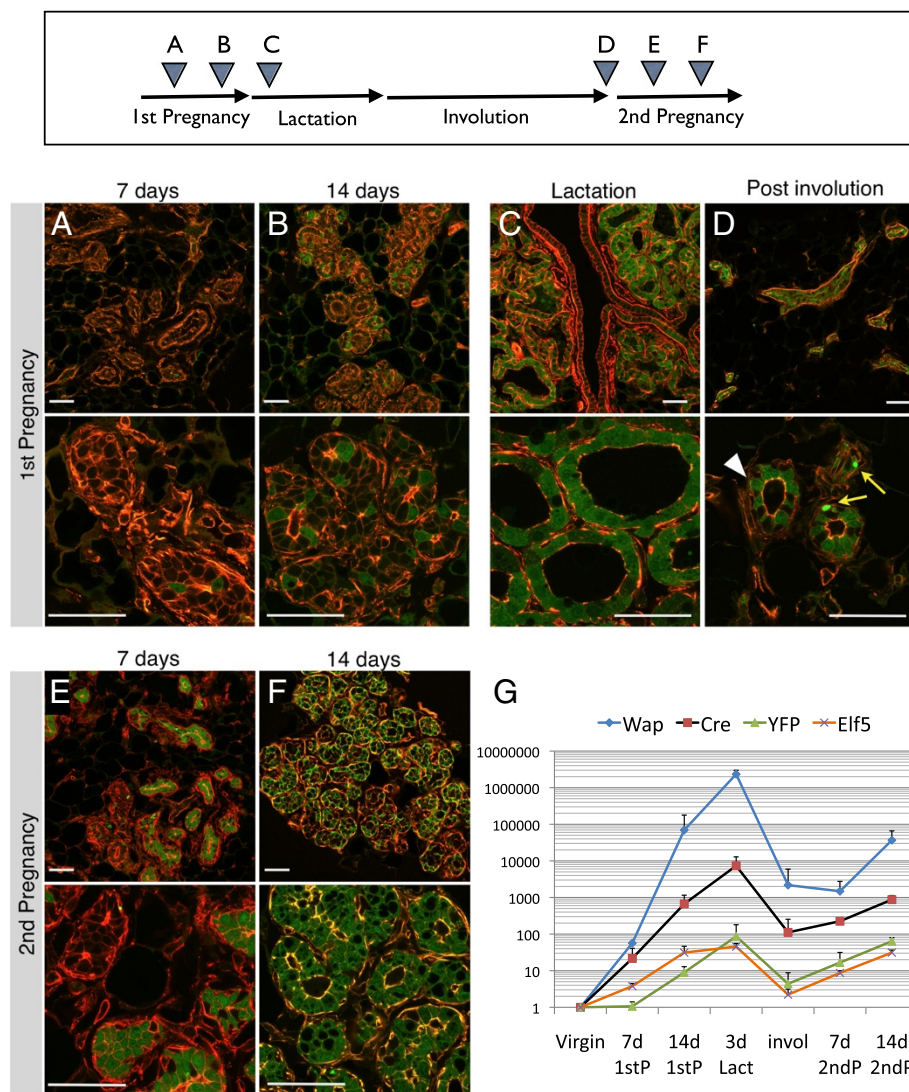 A B C D E F
1st Pregnancy Lactation Involution 2nd Pregnancy
7 days 14 days Lactation Post involution
1st Pregnancy
A B C D
7 days 14 days
2nd Pregnancy
E F
G
Wap Cre YFP Elf5
10000000
1000000
100000
10000
1000
100
10
1
Virgin 7d 14d 3d invol 7d 14d
1stP 1stP Lact 2ndP 2ndP